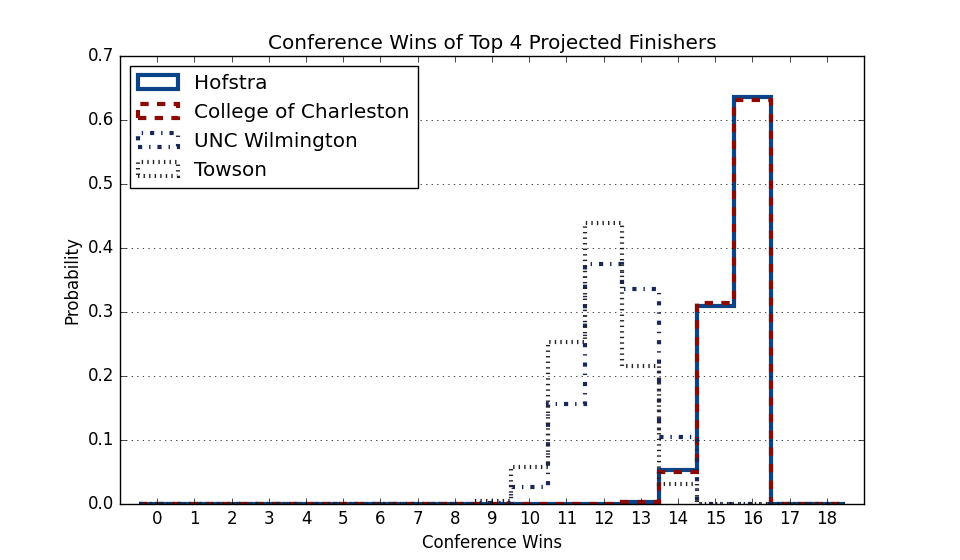 Conference Wins of Top 4 Projected Finishers
0.7
0.6
0.5
0.4
0.3
0.2
0.1
0.0
Probability
Hofstra
College of Charleston
UNC Wilmington
Towson
0 1 2 3 4 5 6 7 8 9 10 11 12 13 14 15 16 17 18
Conference Wins